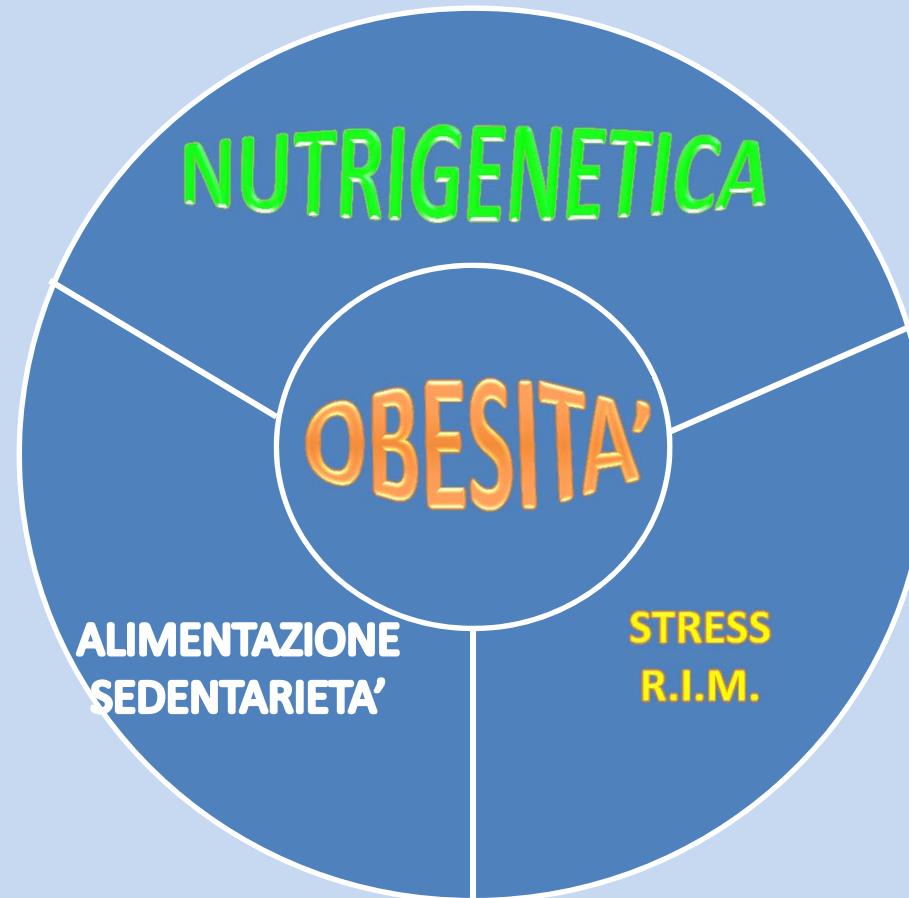 NUTRIGENETICA
OBESITA’
ALIMENTAZIONE
SEDENTARIETA’
STRESS
R.I.M.